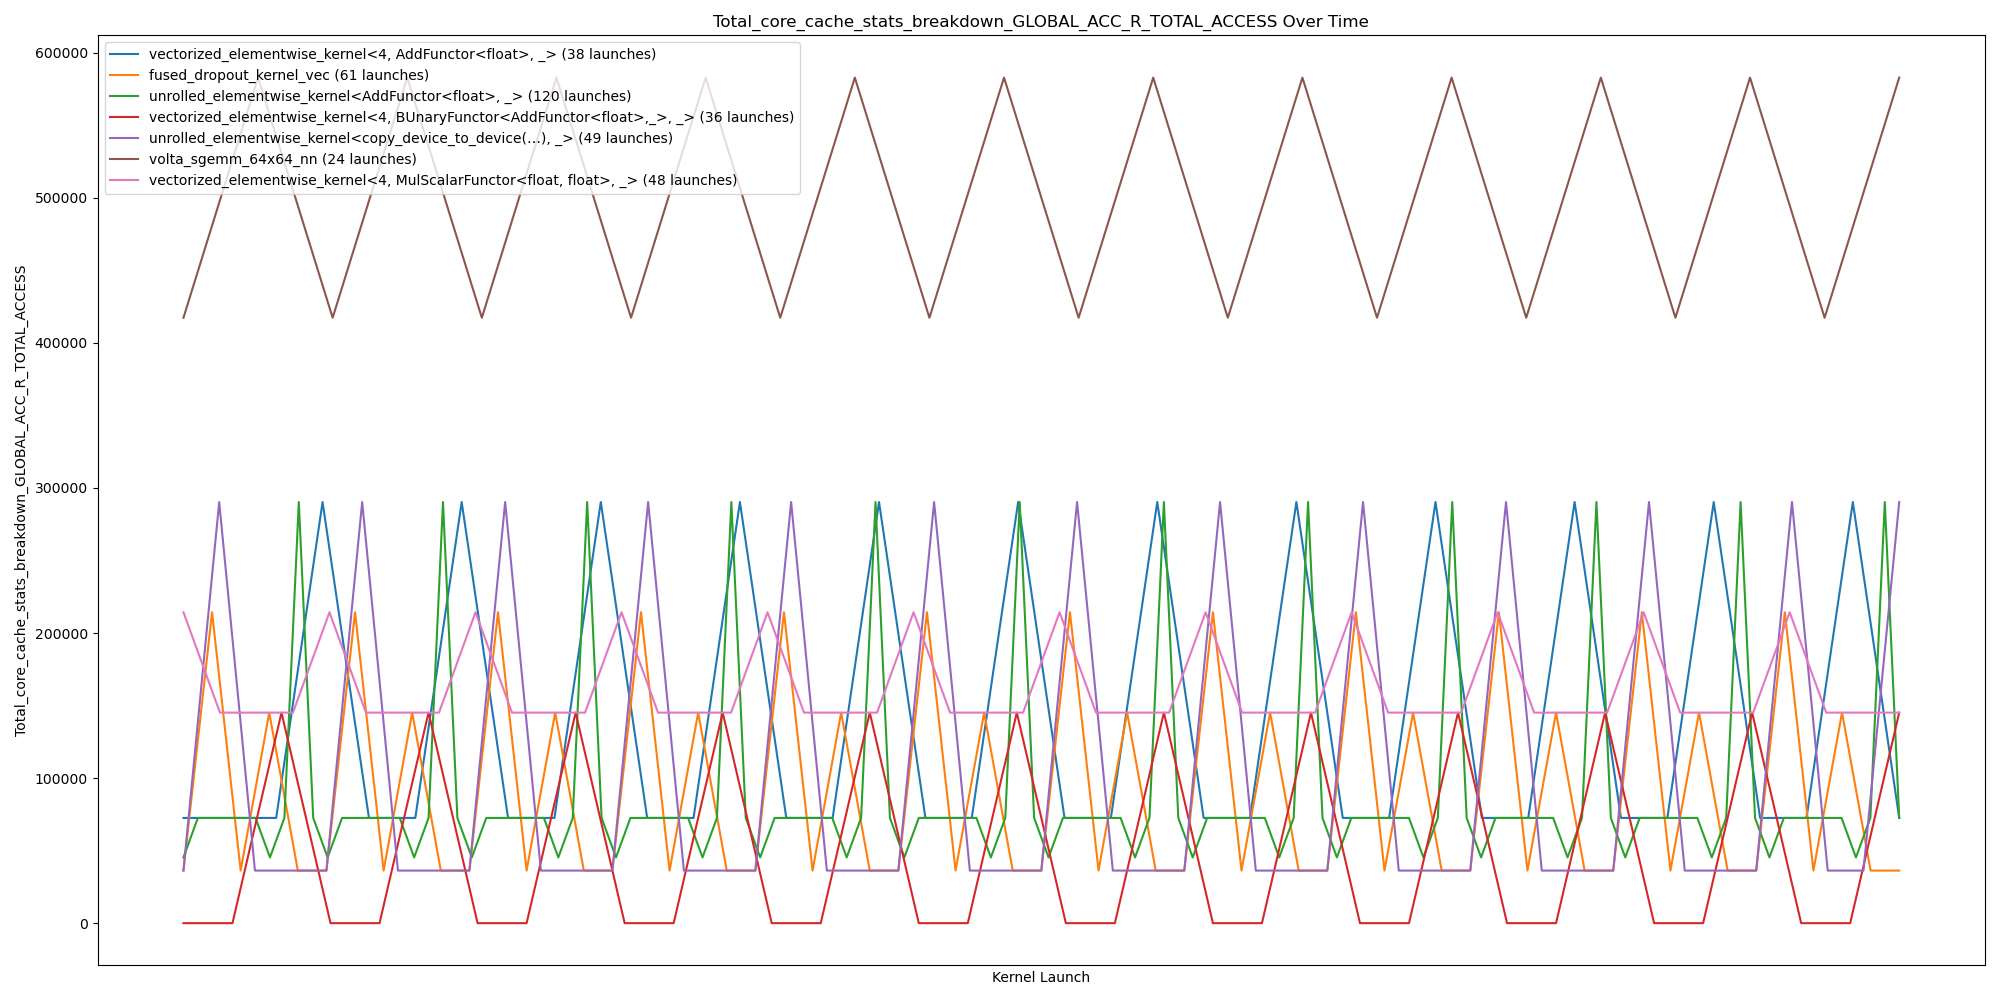 Total_core_cache_stats_breakdown_GLOBAL_ACC_R_TOTAL_ACCESS Over Time
vectorized_elementwise_kernel<4, AddFunctor<float>, _> (38 launches)
fused_dropout_kernel_vec (61 launches)
unrolled_elementwise_kernel<AddFunctor<float>, _> (120 launches)
vectorized_elementwise_kernel<4, BUnaryFunctor<AddFunctor<float>,_>, _> (36 launches)
unrolled_elementwise_kernel<copy_device_to_device(...), _> (49 launches)
volta_sgemm_64x64_nn (24 launches)
vectorized_elementwise_kernel<4, MulScalarFunctor<float, float>, _> (48 launches)
600000
500000
400000
300000
200000
100000
0
Total_core_cache_stats_breakdown_GLOBAL_ACC_R_TOTAL_ACCESS
Kernel Launch